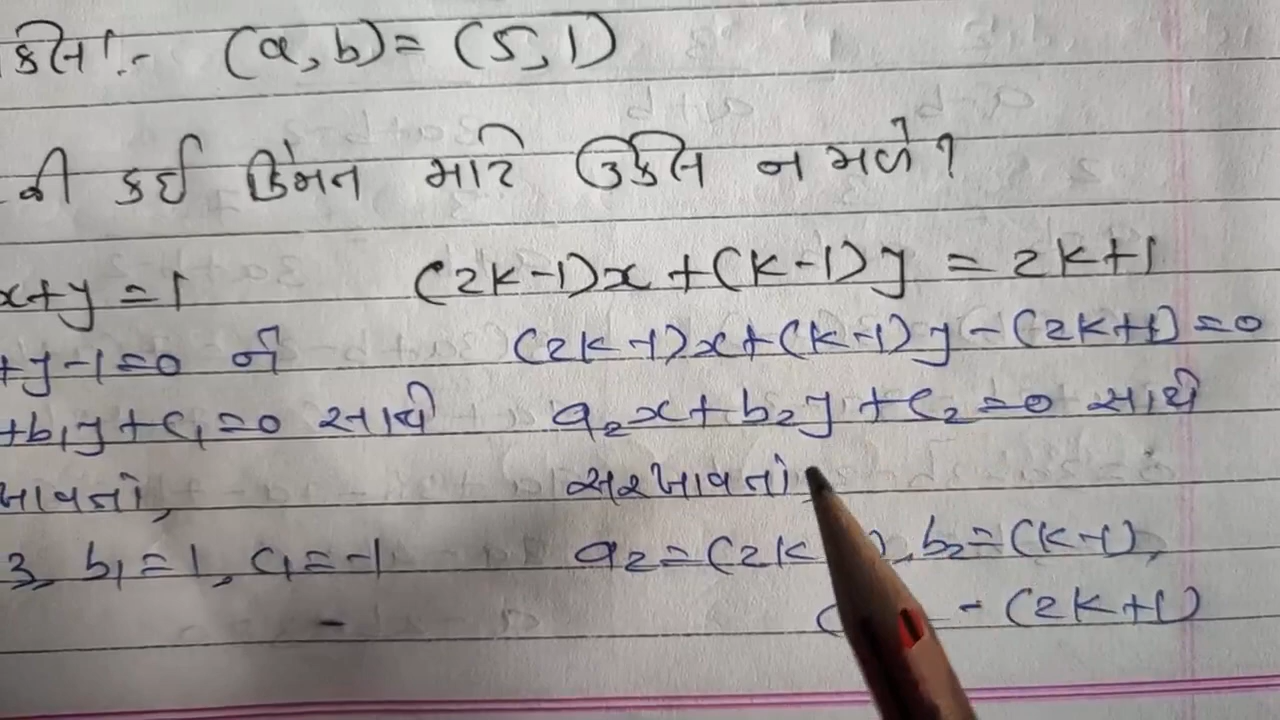 કેલ :- (a, b) = (5, 1)
ની કઈ કિંમત માટે ઉકેલ ન મળે ?
x + y = 1 (2k-1)x + (k-1)y = 2k+1
+y-1=0 ને (2k-1)x+(k-1)y-(2k+1)=0
+b₁y+c₁=0 સાથે a₂x+b₂y+c₂=0 સાથે
ખાવતાં, સરખાવતાં,
3, b₁=1, c₁=-1 a₂=(2k ), b₂=(k-1),
- (2k+1)